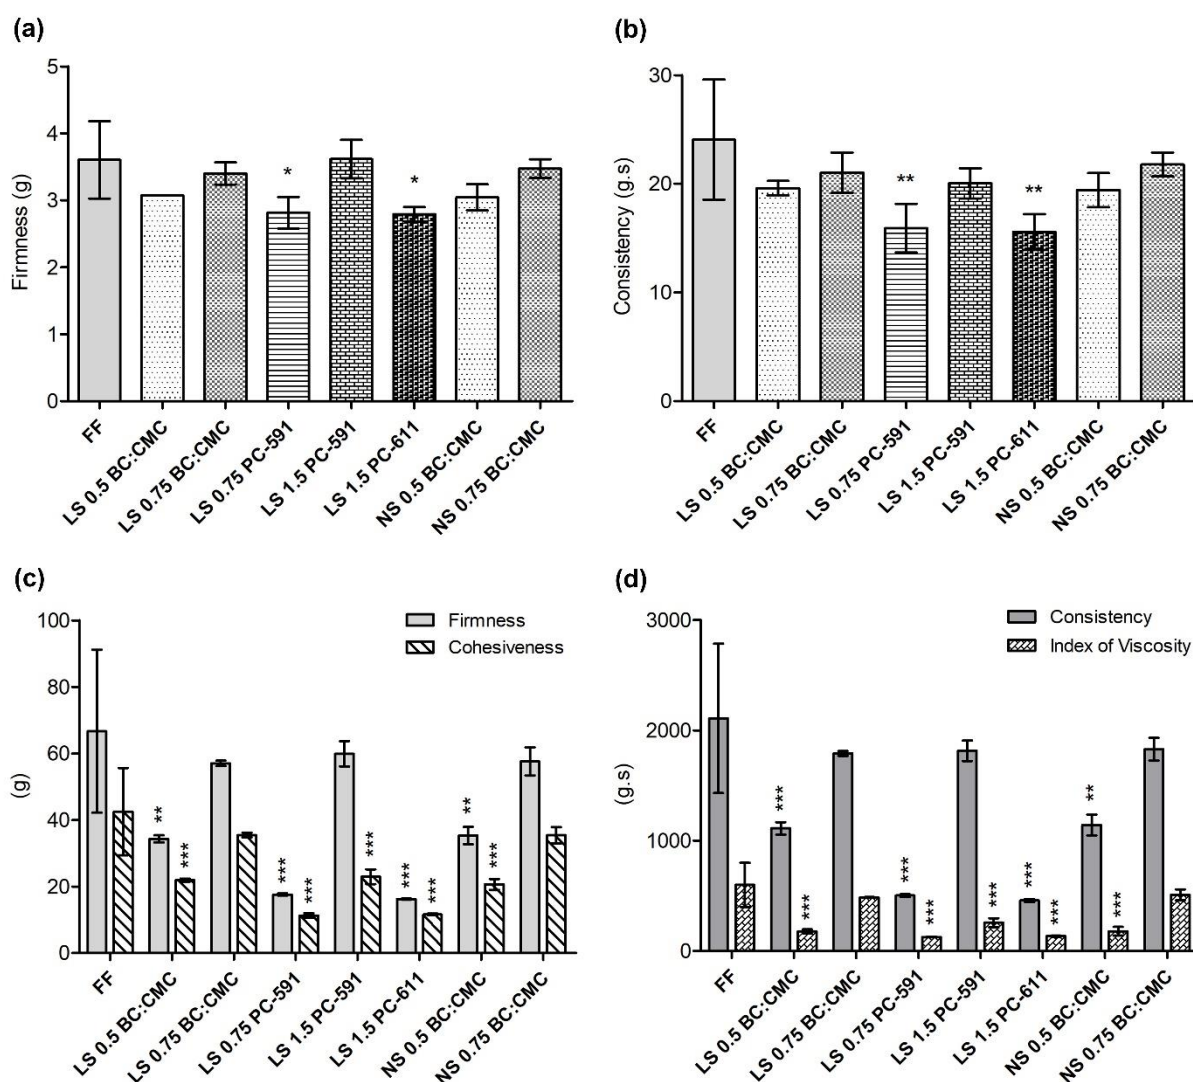 (a)
5
4
3
2
1
0
Firmness (g)
*
*
FF
LS 0.5 BC:CMC
LS 0.75 BC:CMC
LS 0.75 PC-591
LS 1.5 PC-591
LS 1.5 PC-611
NS 0.5 BC:CMC
NS 0.75 BC:CMC
(b)
30
20
10
0
Consistency (g.s)
**
**
FF
LS 0.5 BC:CMC
LS 0.75 BC:CMC
LS 0.75 PC-591
LS 1.5 PC-591
LS 1.5 PC-611
NS 0.5 BC:CMC
NS 0.75 BC:CMC
(c)
100
80
60
40
20
0
(g)
Firmness
Cohesiveness
**
***
***
***
***
***
***
**
***
FF
LS 0.5 BC:CMC
LS 0.75 BC:CMC
LS 0.75 PC-591
LS 1.5 PC-591
LS 1.5 PC-611
NS 0.5 BC:CMC
NS 0.75 BC:CMC
(d)
3000
2000
1000
0
(g.s)
Consistency
Index of Viscosity
***
***
***
***
***
***
***
**
***
FF
LS 0.5 BC:CMC
LS 0.75 BC:CMC
LS 0.75 PC-591
LS 1.5 PC-591
LS 1.5 PC-611
NS 0.5 BC:CMC
NS 0.75 BC:CMC